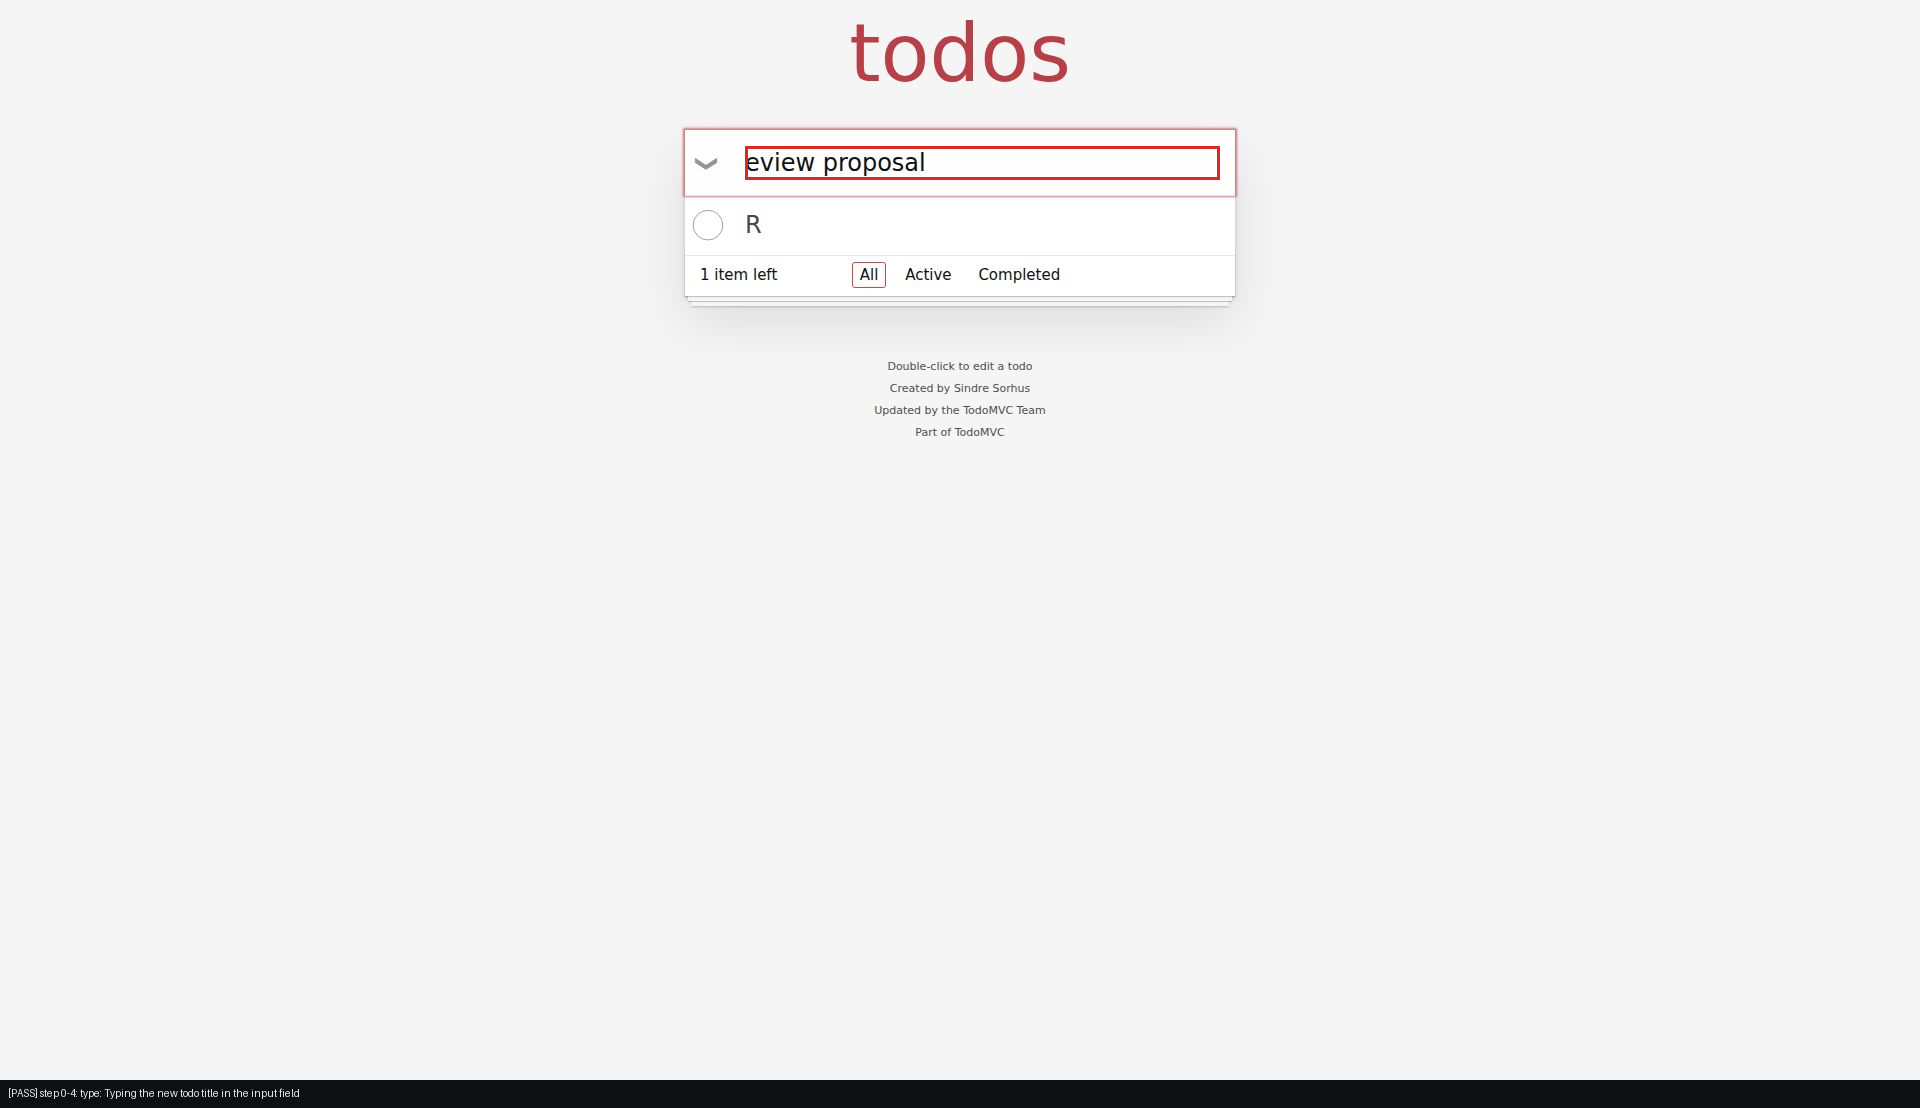 todos
eview proposal
R
1 item left All Active Completed
Double-click to edit a todo
Created by Sindre Sorhus
Updated by the TodoMVC Team
Part of TodoMVC
[PASS] step 0-4: type: Typing the new todo title in the input field